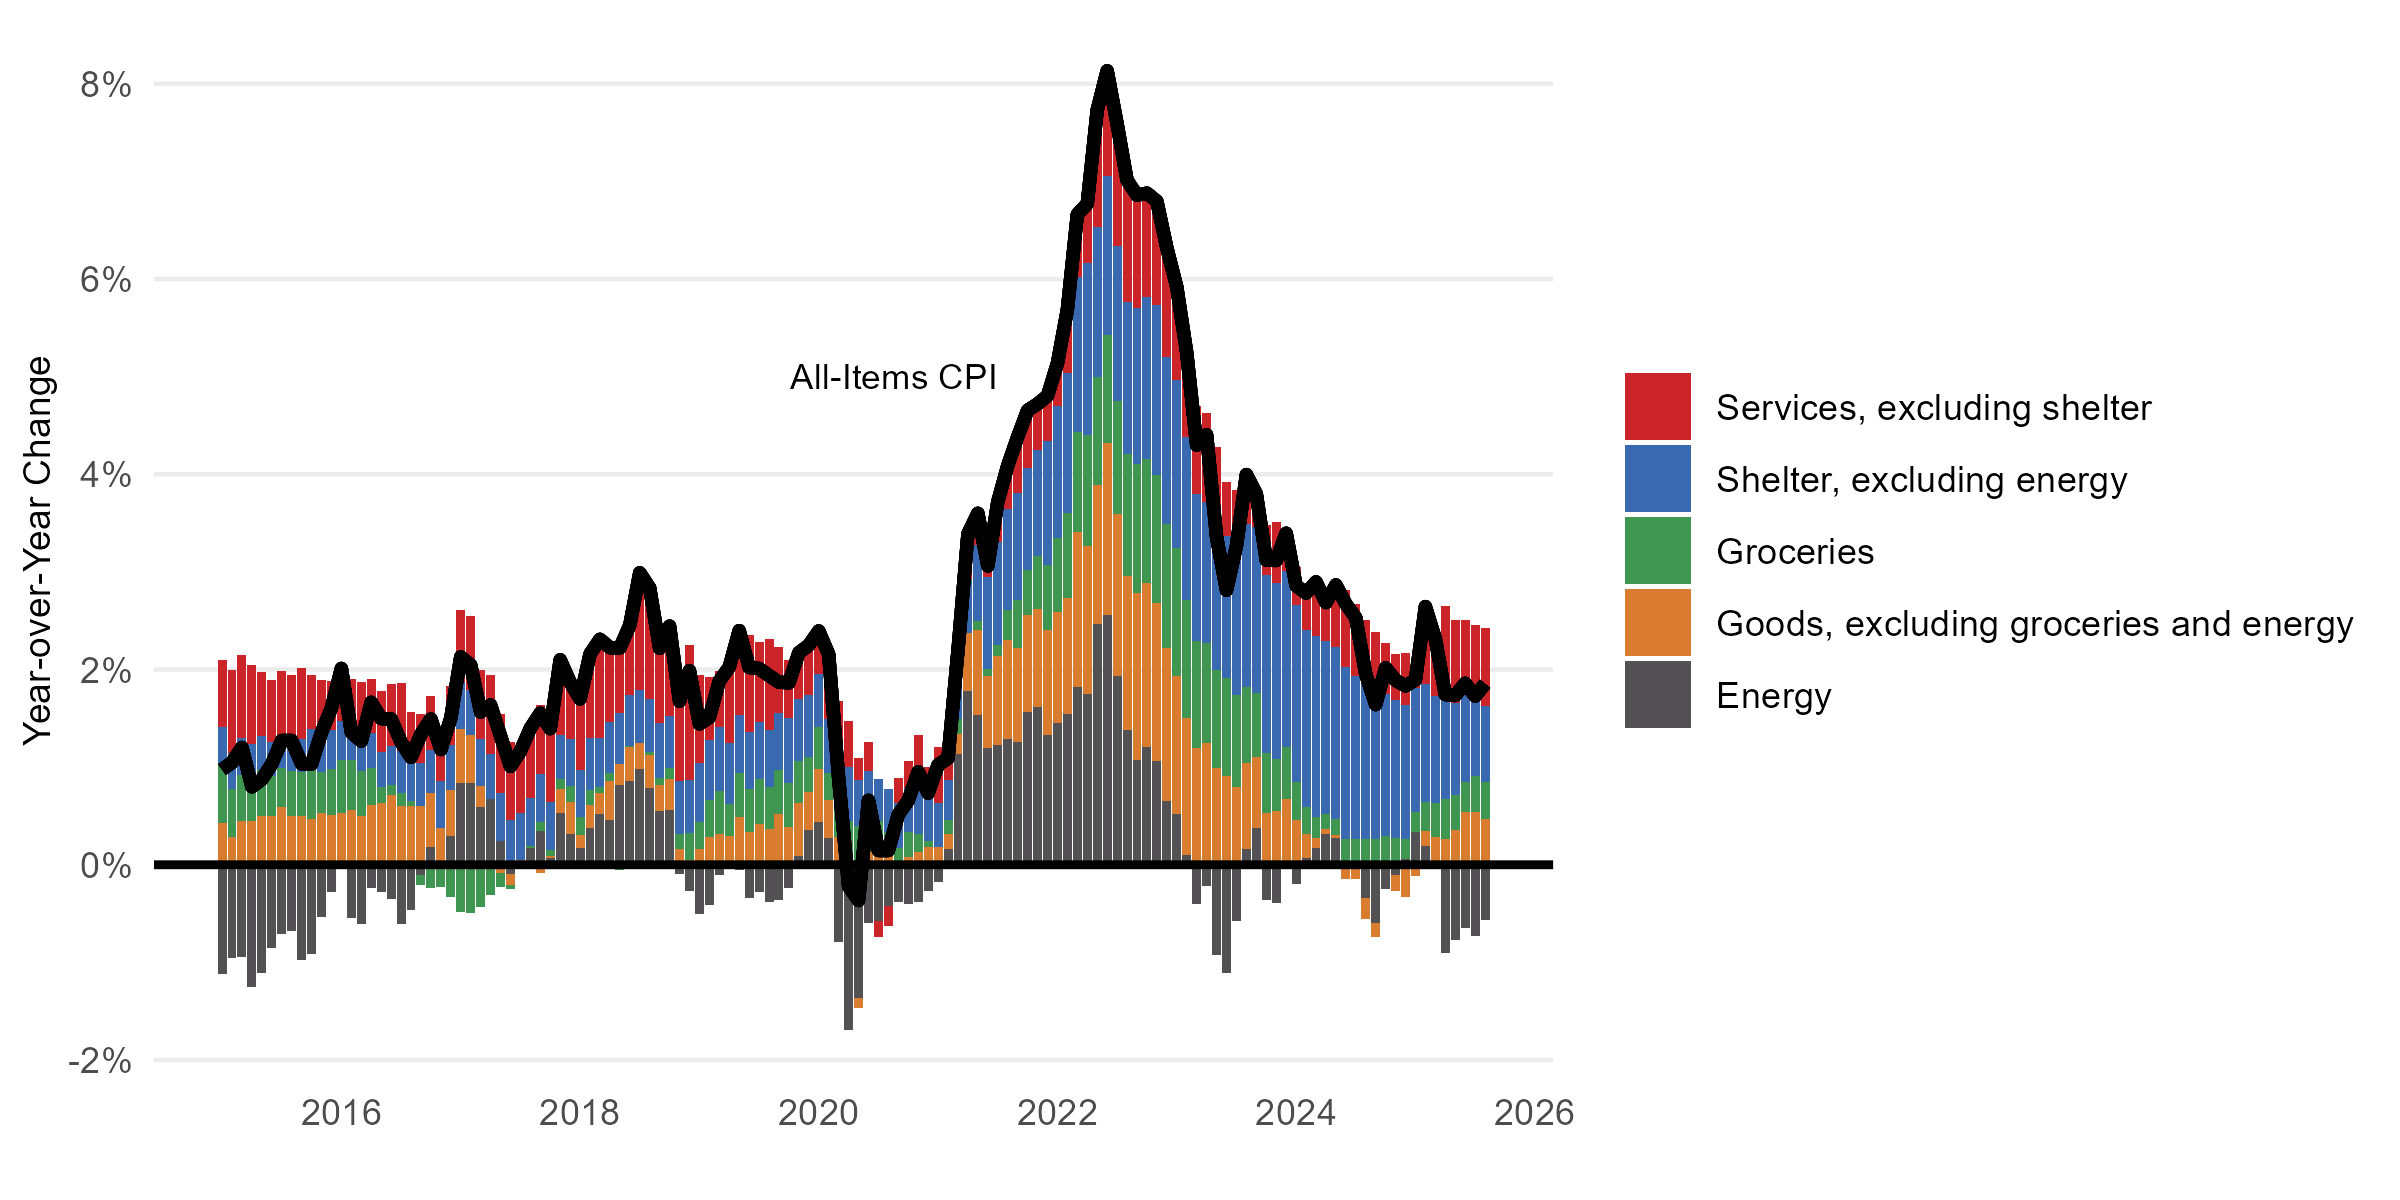 Year-over-Year Change
8%
6%
4%
2%
0%
-2%
All-Items CPI
2016 2018 2020 2022 2024 2026
Services, excluding shelter
Shelter, excluding energy
Groceries
Goods, excluding groceries and energy
Energy